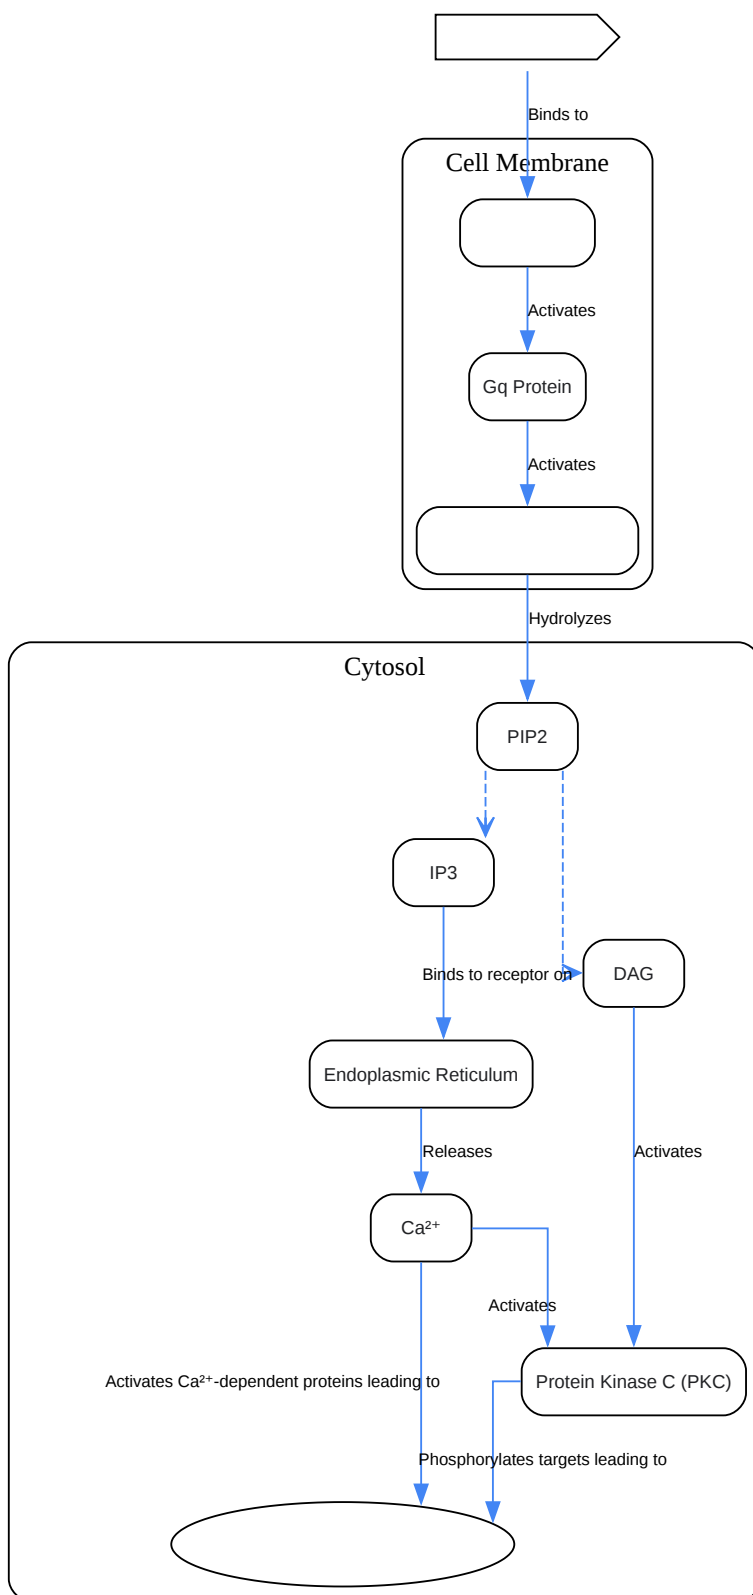 Binds to
Cell Membrane
Activates
Gq Protein
Activates
Hydrolyzes
Cytosol
PIP2
IP3
Binds to receptor on
DAG
Endoplasmic Reticulum
Releases
Activates
Ca²⁺
Activates
Activates Ca²⁺-dependent proteins leading to
Protein Kinase C (PKC)
Phosphorylates targets leading to